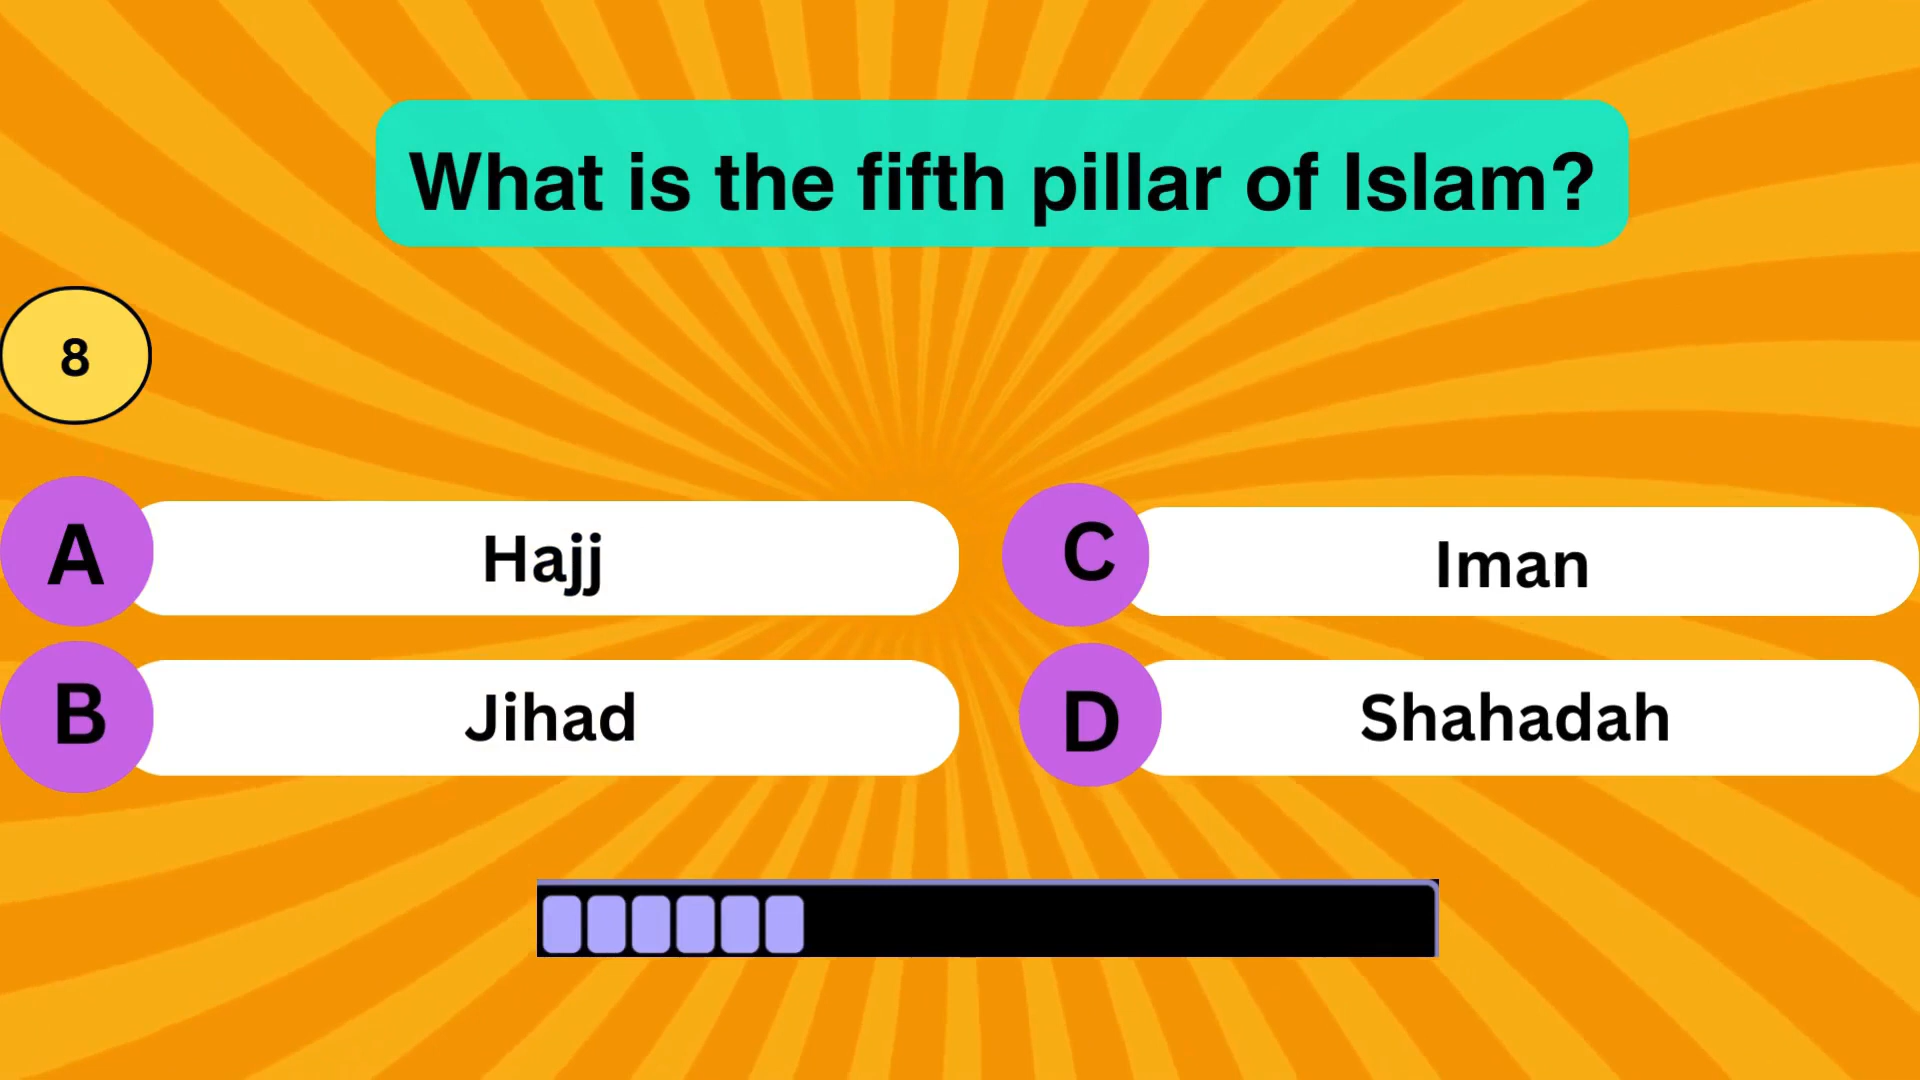 What is the fifth pillar of Islam?
8
A Hajj
B Jihad
C Iman
D Shahadah